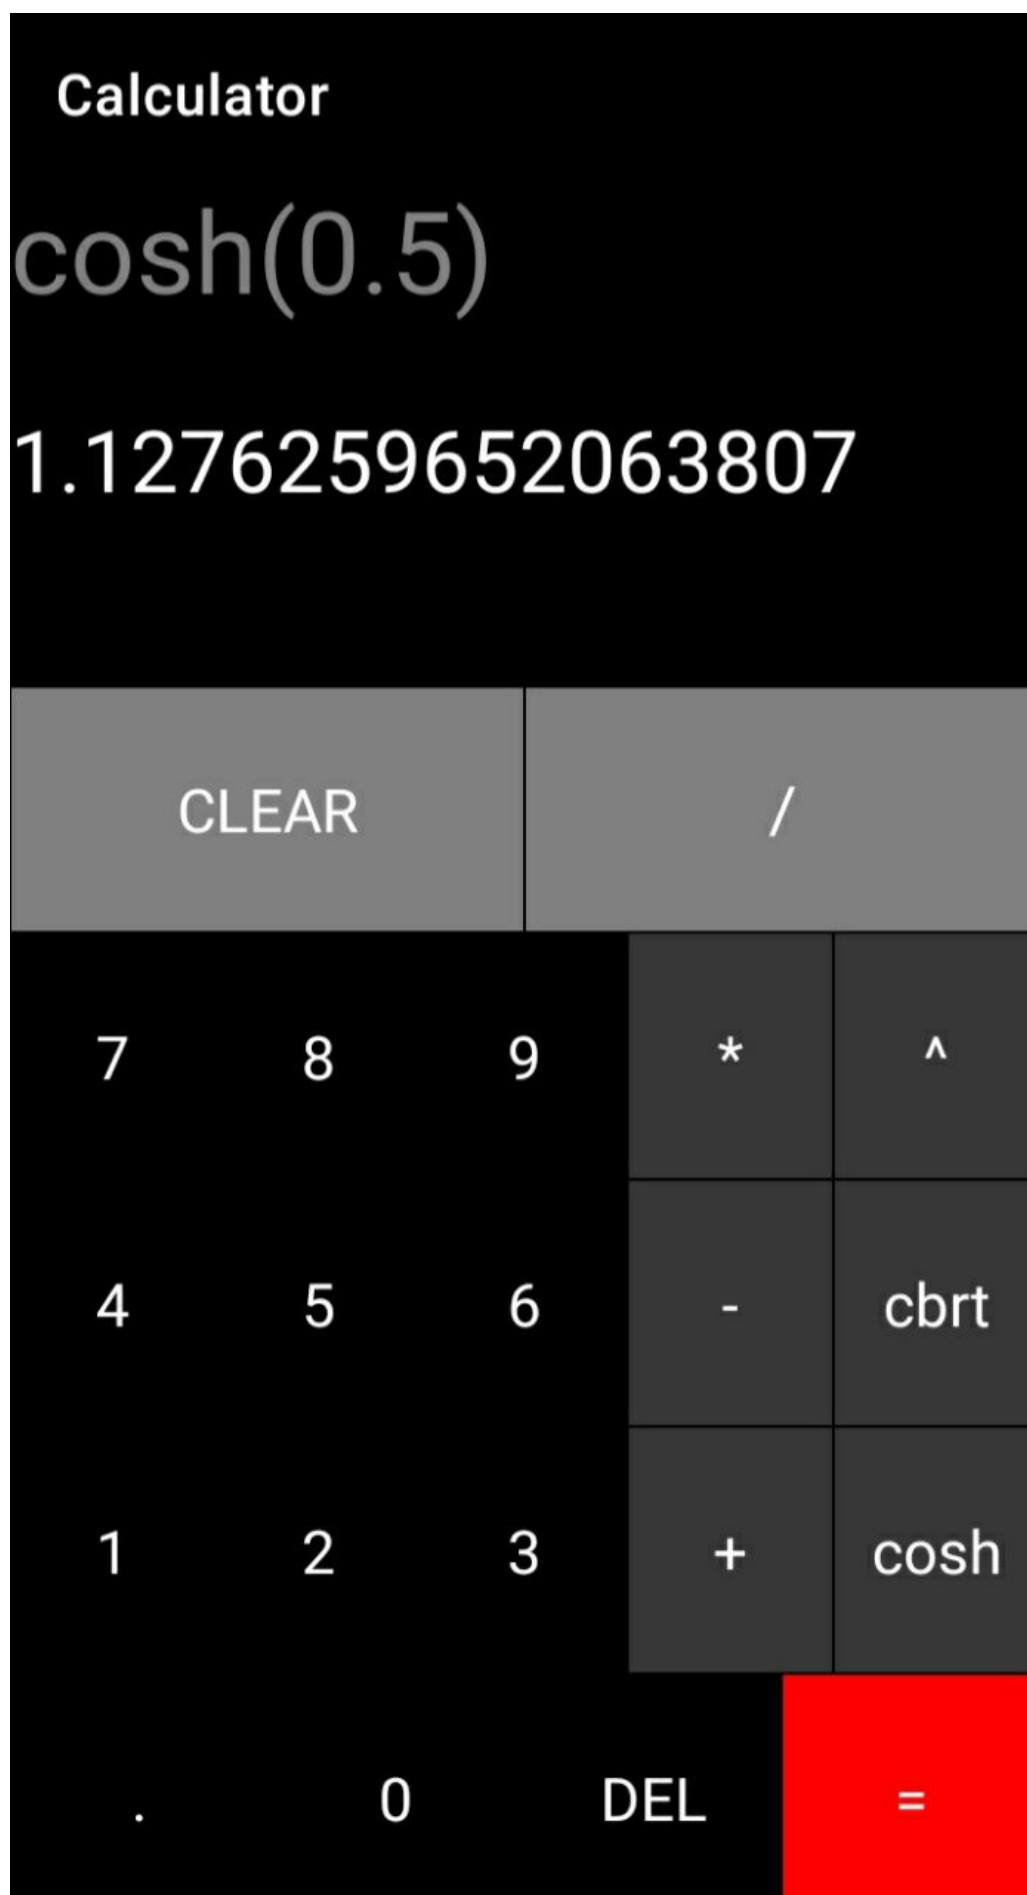 Calculator
cosh(0.5)
1.1276259652063807
CLEAR /
7 8 9 * ^
4 5 6 - cbrt
1 2 3 + cosh
. 0 DEL =